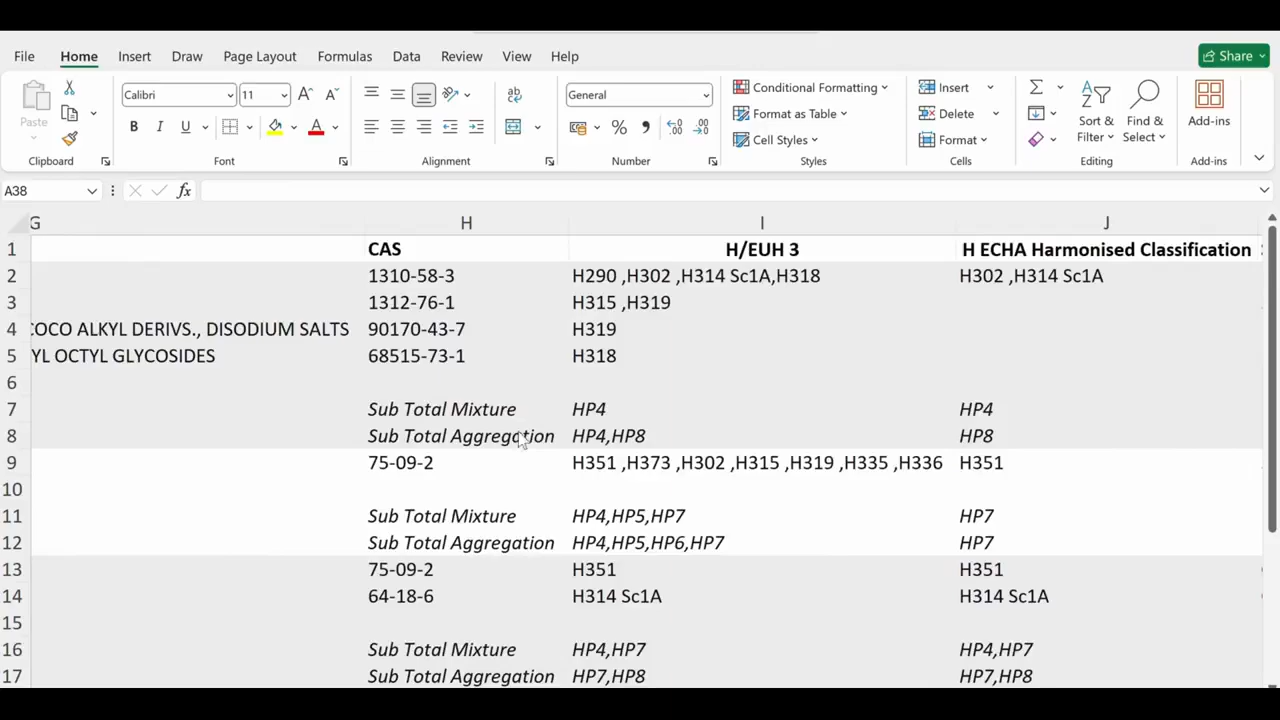 File Home Insert Draw Page Layout Formulas Data Review View Help Share
Calibri 11 General Conditional Formatting Insert
Paste Format as Table Delete Sort & Find & Add-ins
B I U % Cell Styles Format Filter Select
Clipboard Font Alignment Number Styles Cells Editing Add-ins
A38 fx
G H I J
1 CAS H/EUH 3 H ECHA Harmonised Classification
2 1310-58-3 H290 ,H302 ,H314 Sc1A,H318 H302 ,H314 Sc1A
3 1312-76-1 H315 ,H319
4 COCO ALKYL DERIVS., DISODIUM SALTS 90170-43-7 H319
5 YL OCTYL GLYCOSIDES 68515-73-1 H318
6
7 Sub Total Mixture HP4 HP4
8 Sub Total Aggregation HP4,HP8 HP8
9 75-09-2 H351 ,H373 ,H302 ,H315 ,H319 ,H335 ,H336 H351
10
11 Sub Total Mixture HP4,HP5,HP7 HP7
12 Sub Total Aggregation HP4,HP5,HP6,HP7 HP7
13 75-09-2 H351 H351
14 64-18-6 H314 Sc1A H314 Sc1A
15
16 Sub Total Mixture HP4,HP7 HP4,HP7
17 Sub Total Aggregation HP7,HP8 HP7,HP8